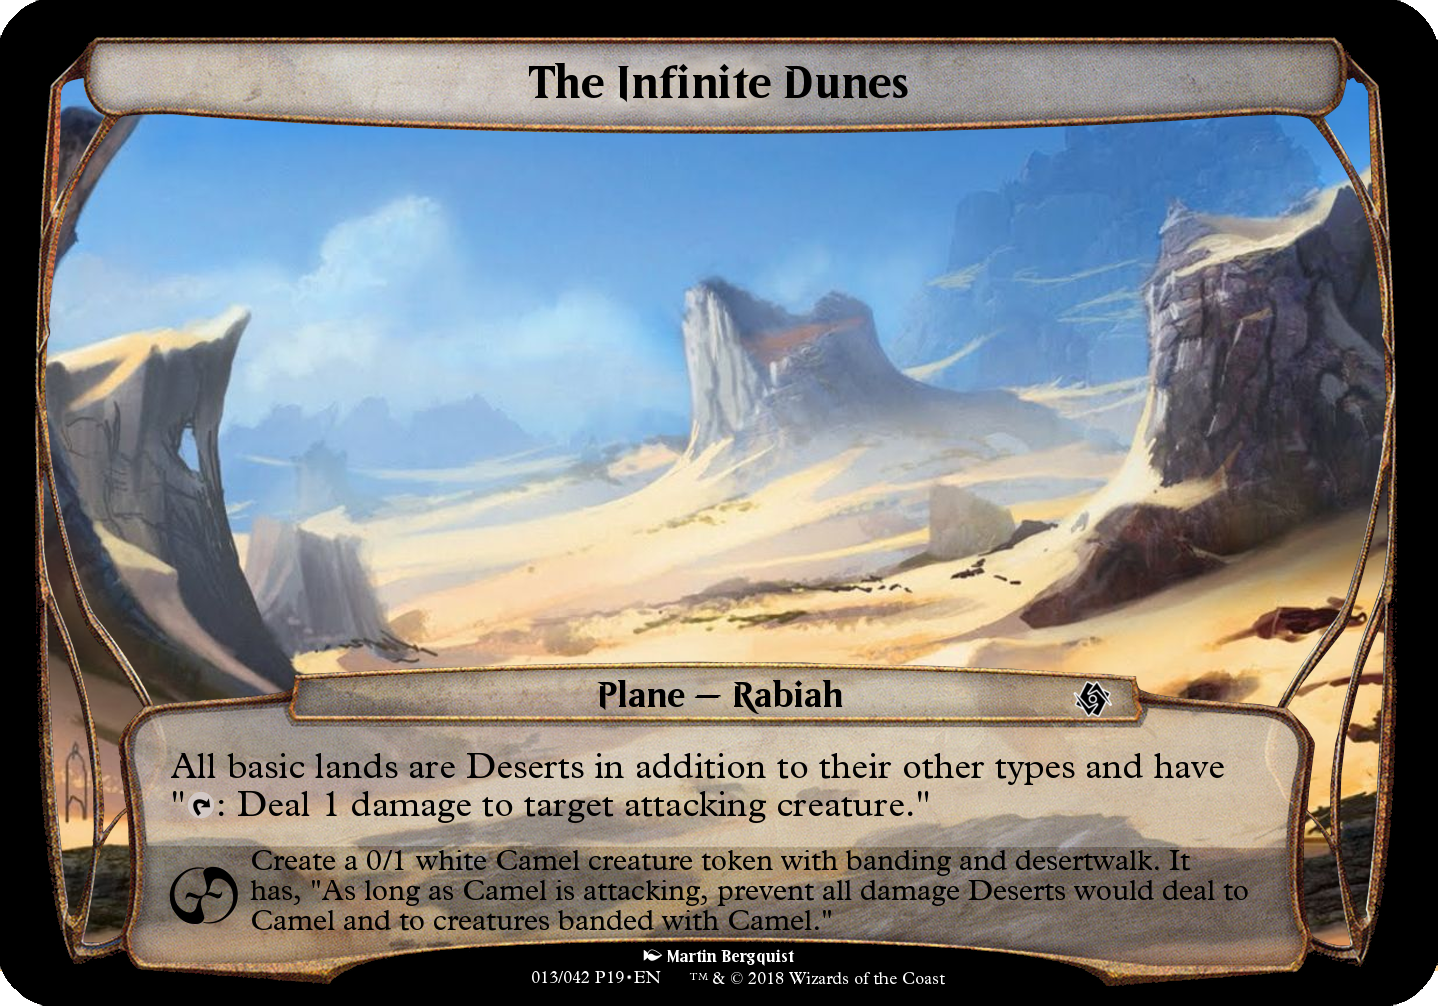 The Infinite Dunes
Plane — Rabiah
All basic lands are Deserts in addition to their other types and have
" : Deal 1 damage to target attacking creature."
Create a 0/1 white Camel creature token with banding and desertwalk. It
has, "As long as Camel is attacking, prevent all damage Deserts would deal to
Camel and to creatures banded with Camel."
Martin Bergquist
013/042 P19•EN ™ & © 2018 Wizards of the Coast